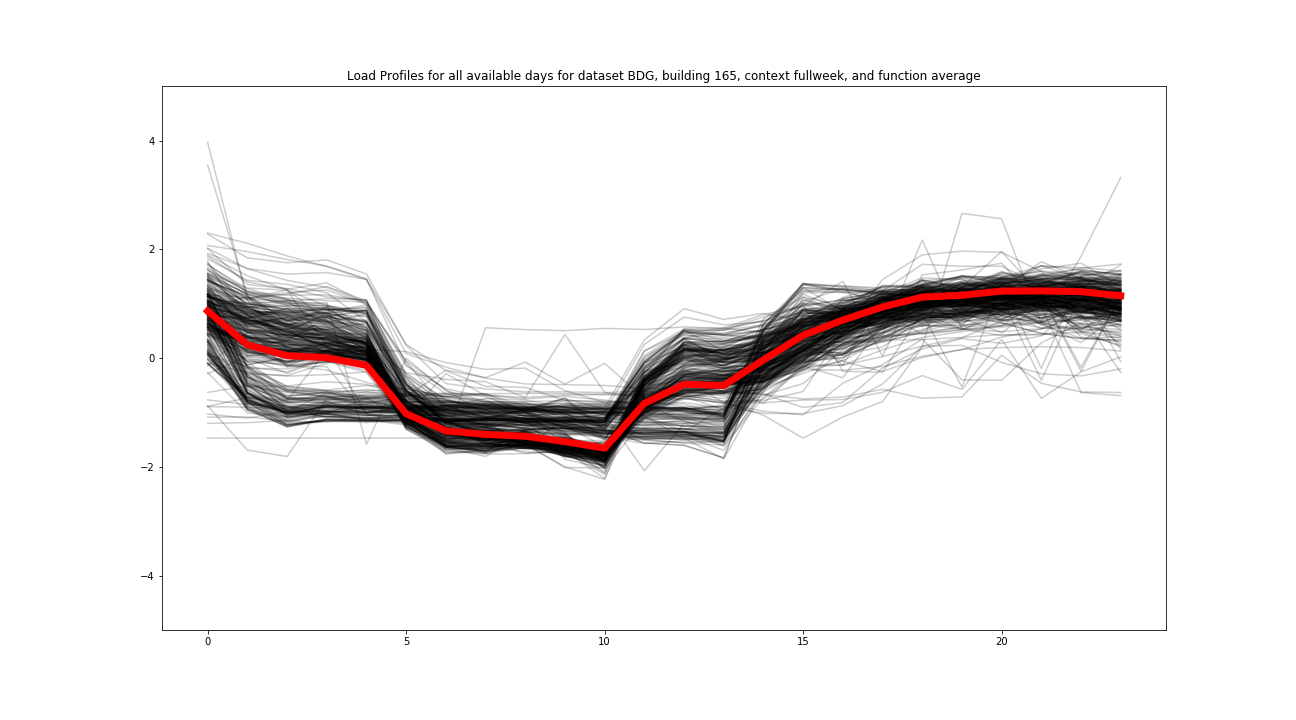 Load Profiles for all available days for dataset BDG, building 165, context fullweek, and function average
4
2
0
−2
−4
0 5 10 15 20